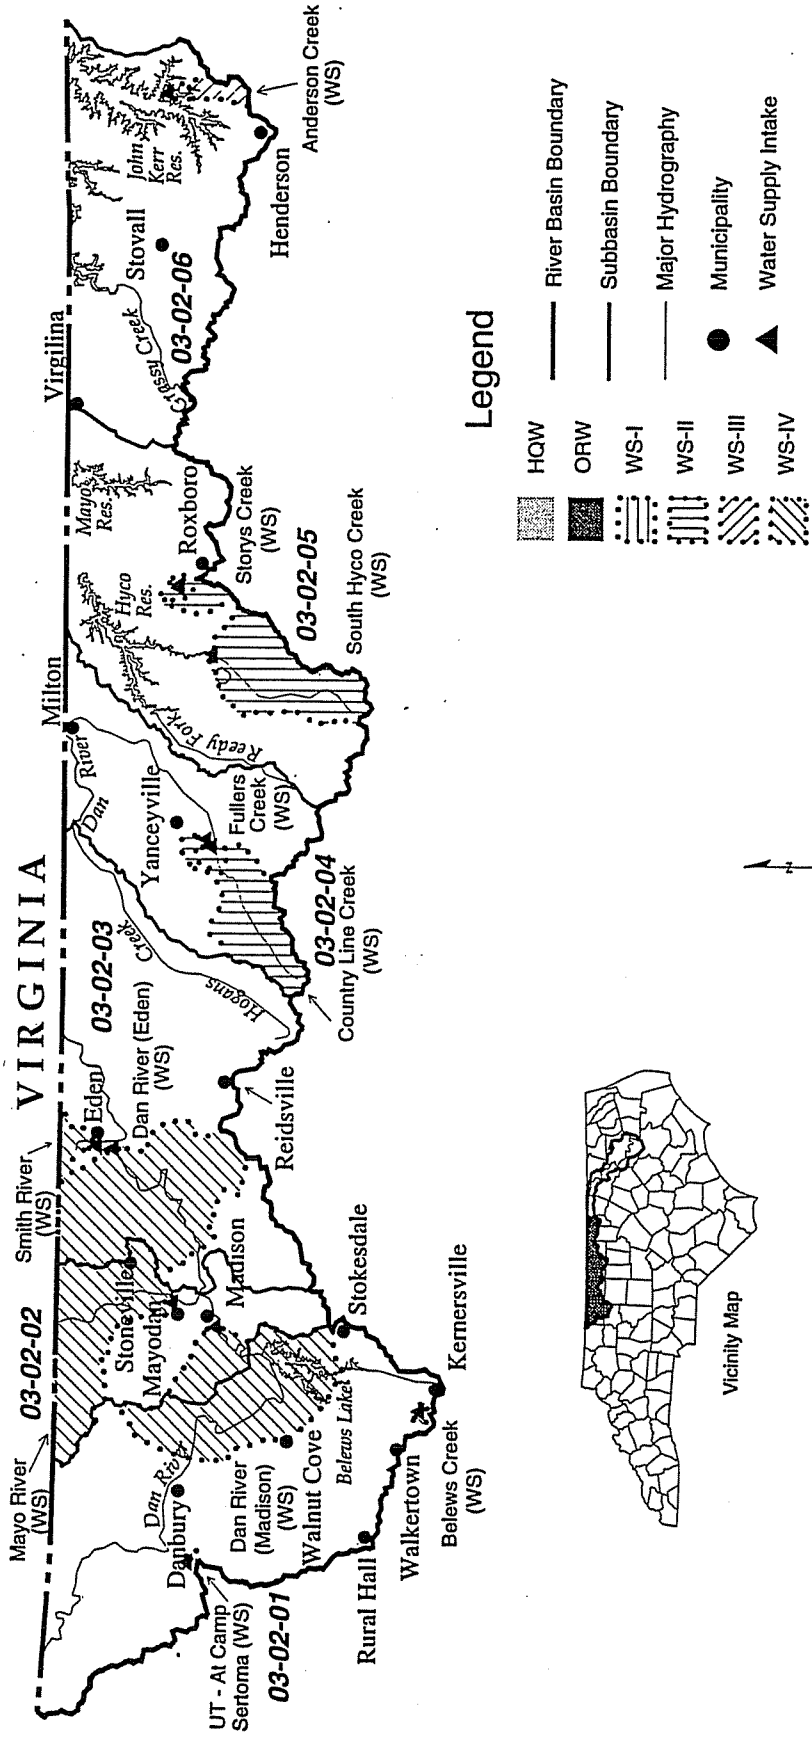 VIRGINIA
Mayo River
(WS)
03-02-02
Smith River
(WS)
Eden
03-02-03
Dan River (Eden)
(WS)
Dan
River
Milton
Virgilina
Mayo
Res.
Hyco
Res.
Grassy Creek
Stovall
03-02-06
John
Kerr
Res.
Anderson Creek
(WS)
Henderson
Roxboro
Storys Creek
(WS)
03-02-05
South Hyco Creek
(WS)
Reedy Fork
Yanceyville
Fullers
Creek
(WS)
03-02-04
Country Line Creek
(WS)
Hogans
Creek
Reidsville
Stoneville
Mayodan
Madison
Stokesdale
Kernersville
Belews Lake
Dan River
Danbury
Dan River
(Madison)
(WS)
Walnut Cove
Rural Hall
Walkertown
Belews Creek
(WS)
UT - At Camp
Sertoma (WS)
03-02-01
N
Vicinity Map
Legend
HQW
ORW
WS-I
WS-II
WS-III
WS-IV
River Basin Boundary
Subbasin Boundary
Major Hydrography
Municipality
Water Supply Intake